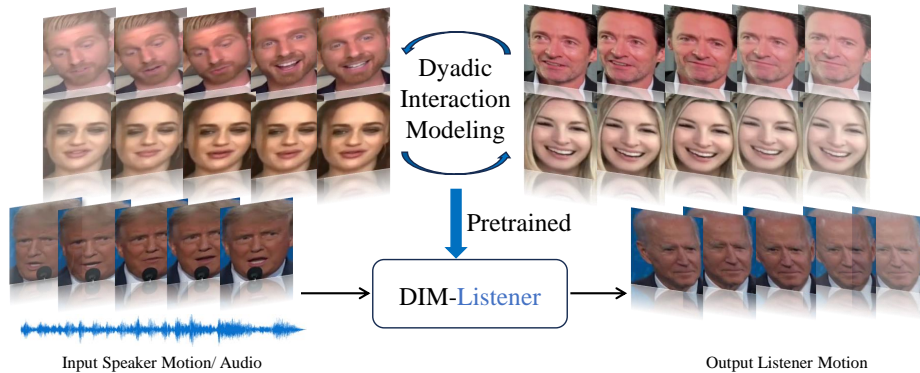 Dyadic
Interaction
Modeling
Pretrained
DIM-Listener
Input Speaker Motion/ Audio
Output Listener Motion